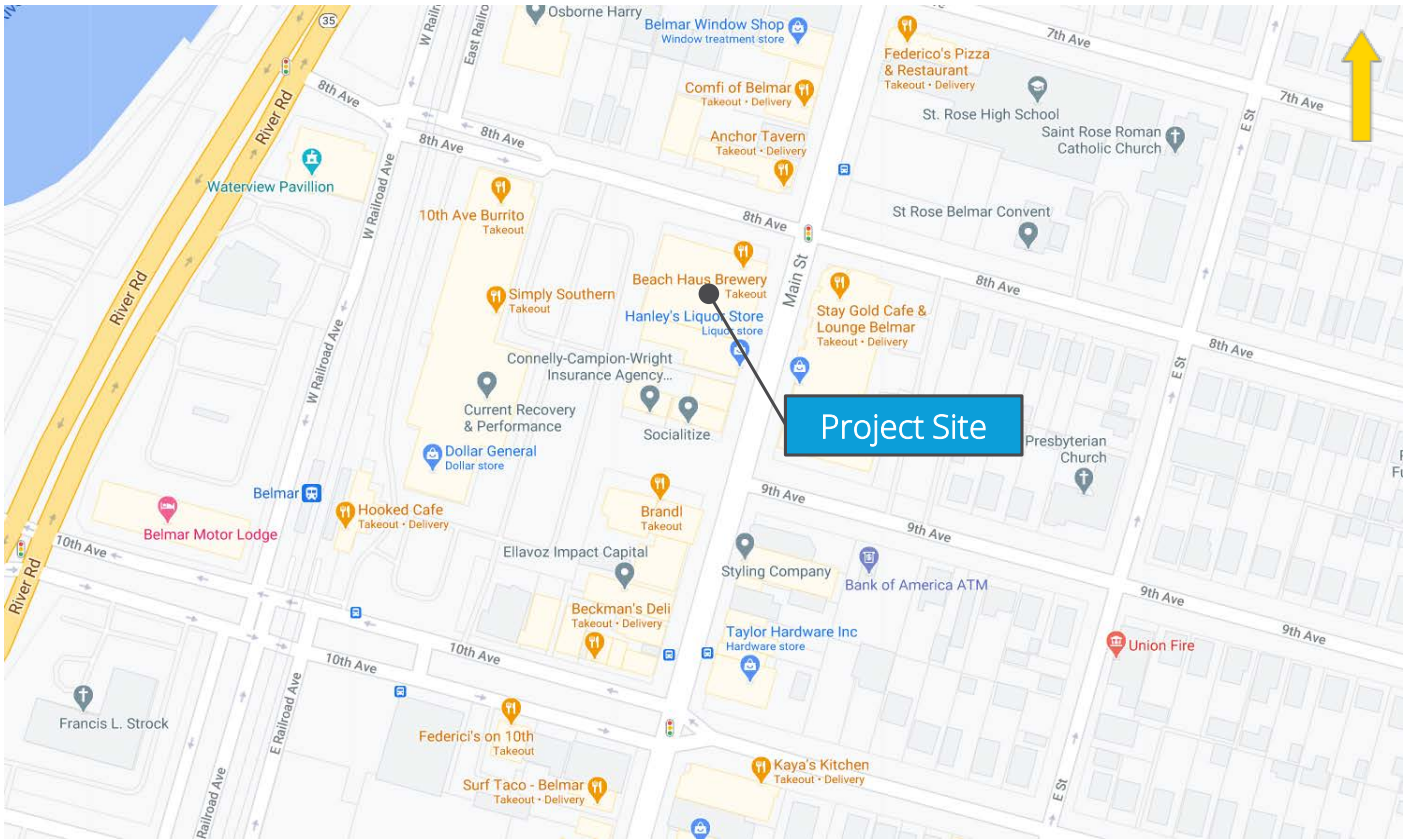 35
W Railr
East Railro
Osborne Harry
Belmar Window Shop
Window treatment store
Federico's Pizza
& Restaurant
Takeout • Delivery
7th Ave
7th Ave
8th Ave
River Rd
Comfi of Belmar
Takeout • Delivery
St. Rose High School
Saint Rose Roman
Catholic Church
E St
8th Ave
8th Ave
Anchor Tavern
Takeout • Delivery
Waterview Pavillion
W Railroad Ave
10th Ave Burrito
Takeout
8th Ave
St Rose Belmar Convent
River Rd
Simply Southern
Takeout
Beach Haus Brewery
Takeout
Main St
8th Ave
Hanley's Liquor Store
Liquor store
Stay Gold Cafe &
Lounge Belmar
Takeout • Delivery
8th Ave
W Railroad Ave
Connelly-Campion-Wright
Insurance Agency...
E St
Current Recovery
& Performance
Socialitize
Project Site
Presbyterian
Church
Dollar General
Dollar store
Belmar
Hooked Cafe
Takeout • Delivery
Brandl
Takeout
9th Ave
9th Ave
Belmar Motor Lodge
10th Ave
River Rd
Ellavoz Impact Capital
Styling Company
Bank of America ATM
9th Ave
9th Ave
Beckman's Deli
Takeout • Delivery
Taylor Hardware Inc
Hardware store
Union Fire
10th Ave
10th Ave
Francis L. Strock
E Railroad Ave
Federici's on 10th
Takeout
Kaya's Kitchen
Takeout • Delivery
Surf Taco - Belmar
Takeout • Delivery
Railroad Ave
E St